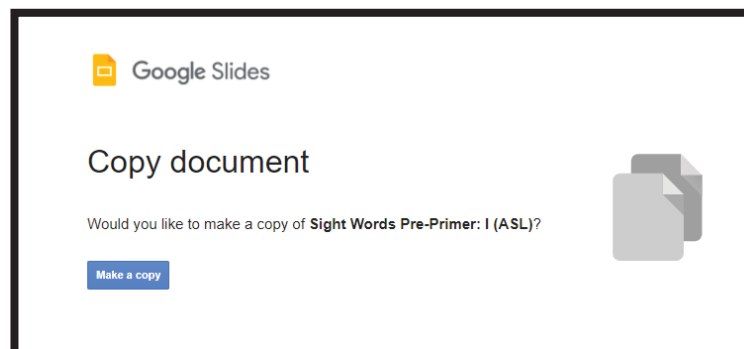 Google Slides
Copy document
Would you like to make a copy of Sight Words Pre-Primer: I (ASL)?
Make a copy